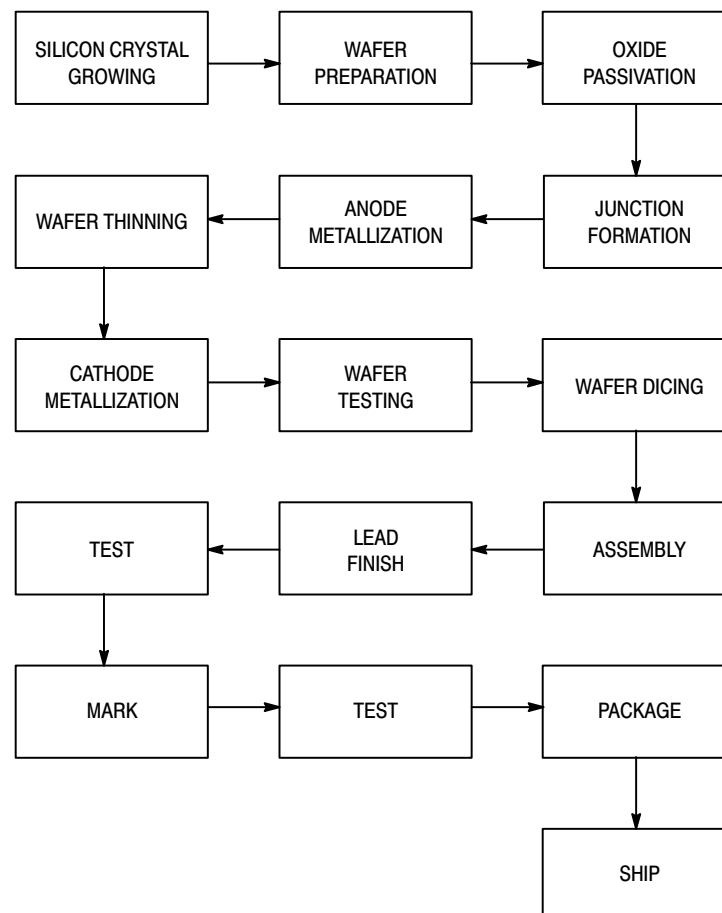 SILICON CRYSTAL
GROWING
WAFER
PREPARATION
OXIDE
PASSIVATION
JUNCTION
FORMATION
ANODE
METALLIZATION
WAFER THINNING
CATHODE
METALLIZATION
WAFER
TESTING
WAFER DICING
ASSEMBLY
LEAD
FINISH
TEST
MARK
TEST
PACKAGE
SHIP